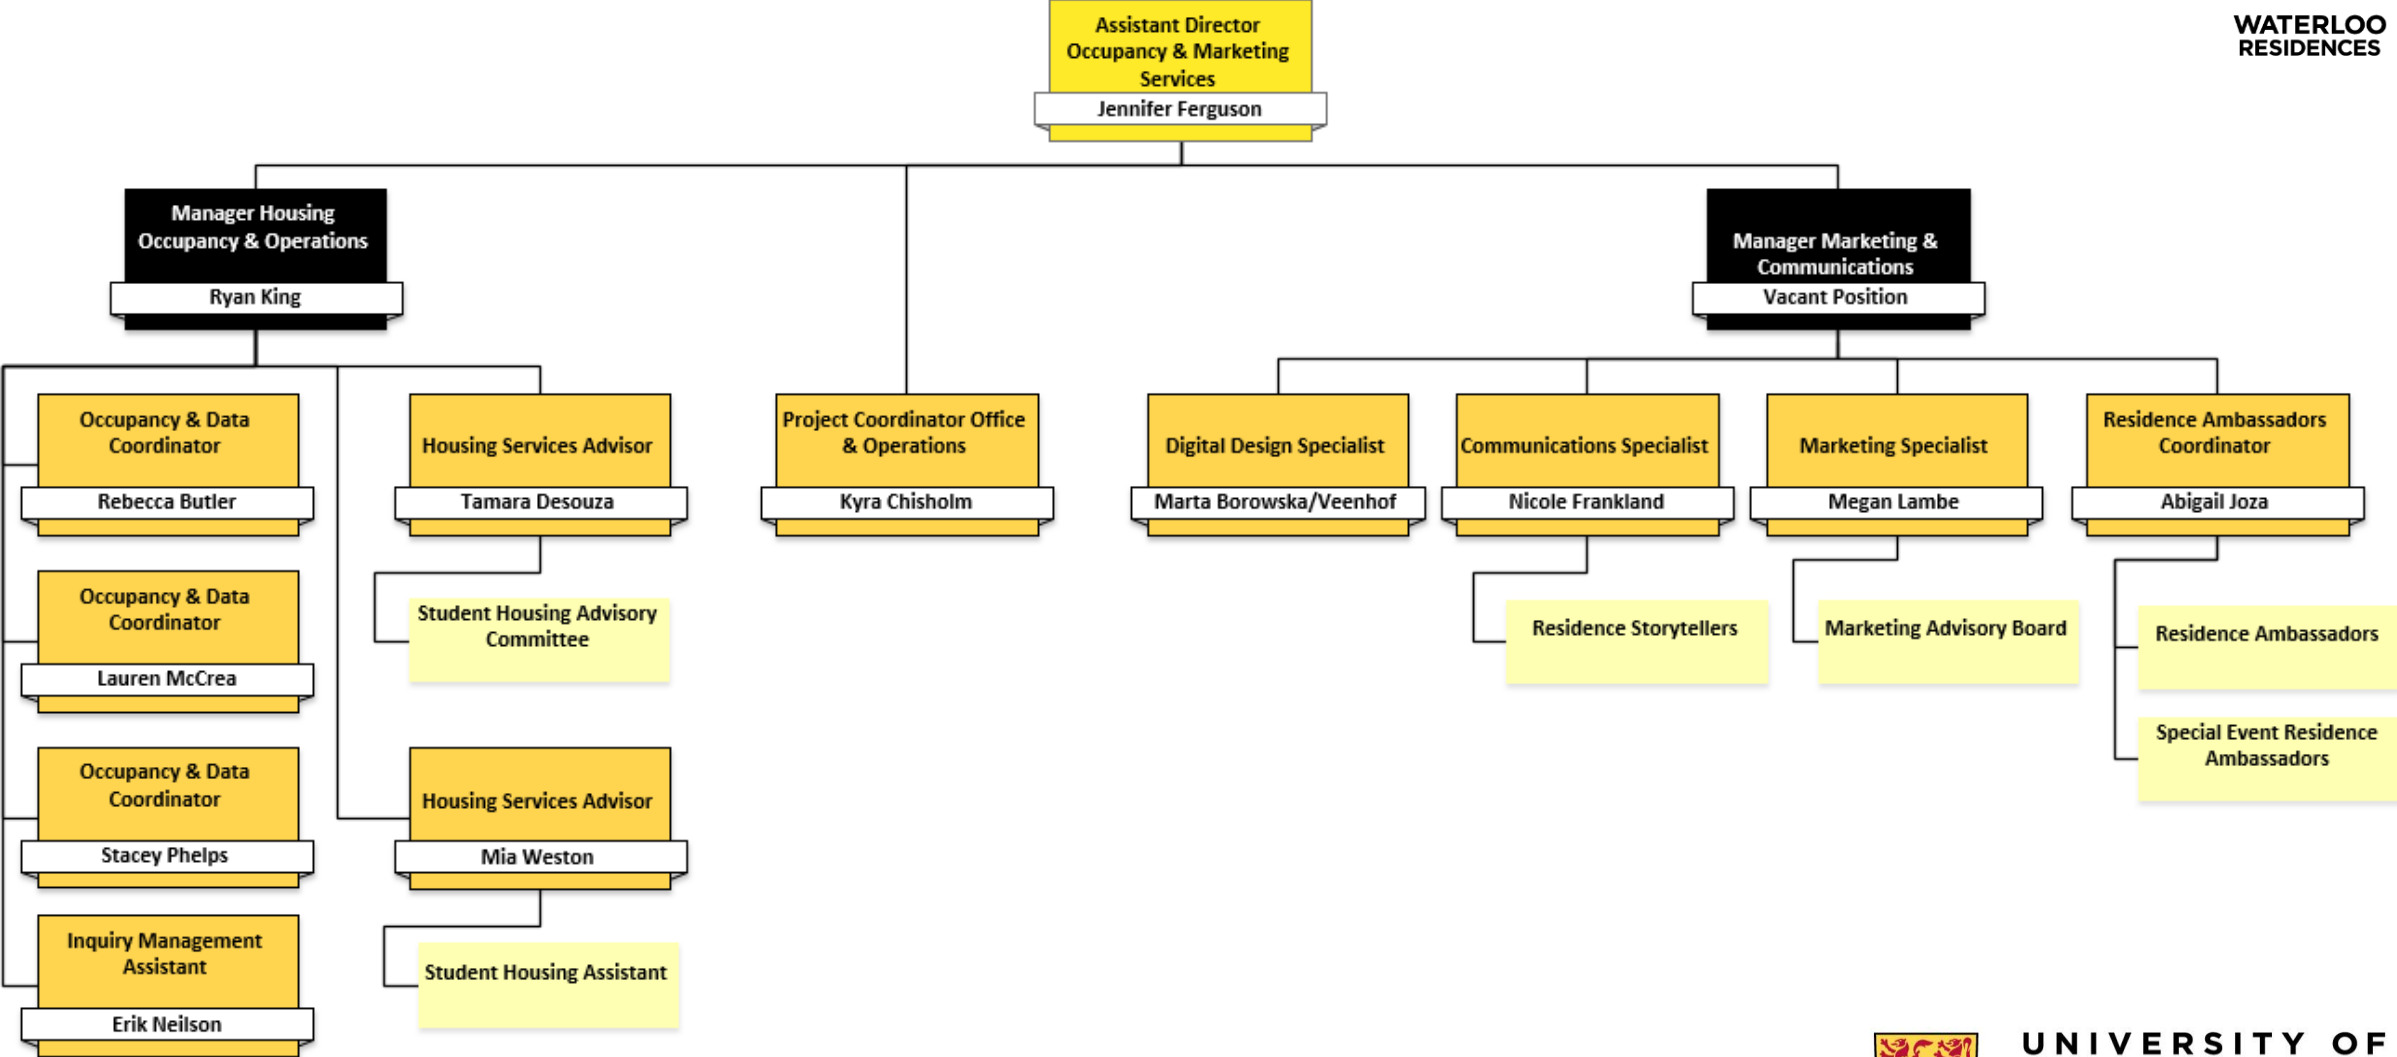 WATERLOO
RESIDENCES
Assistant Director
Occupancy & Marketing
Services
Jennifer Ferguson
Manager Housing
Occupancy & Operations
Ryan King
Manager Marketing &
Communications
Vacant Position
Occupancy & Data
Coordinator
Rebecca Butler
Housing Services Advisor
Tamara Desouza
Project Coordinator Office
& Operations
Kyra Chisholm
Digital Design Specialist
Marta Borowska/Veenhof
Communications Specialist
Nicole Frankland
Marketing Specialist
Megan Lambe
Residence Ambassadors
Coordinator
Abigail Joza
Occupancy & Data
Coordinator
Lauren McCrea
Student Housing Advisory
Committee
Residence Storytellers
Marketing Advisory Board
Residence Ambassadors
Special Event Residence
Ambassadors
Occupancy & Data
Coordinator
Stacey Phelps
Housing Services Advisor
Mia Weston
Inquiry Management
Assistant
Erik Neilson
Student Housing Assistant
UNIVERSITY OF